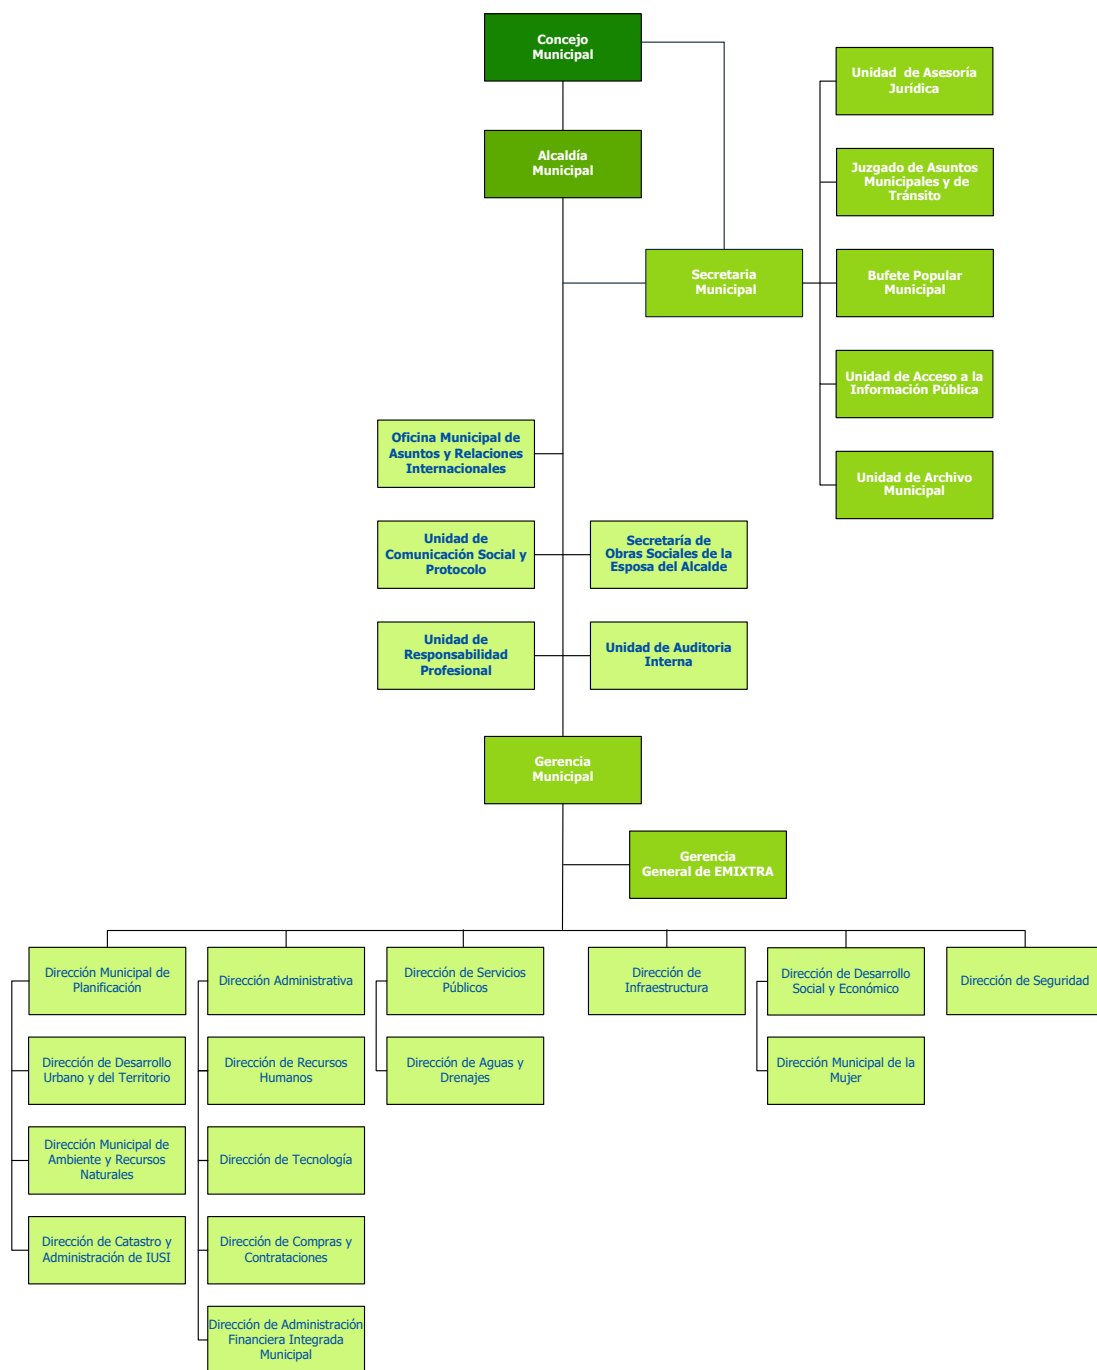 Concejo
Municipal
Alcaldía
Municipal
Secretaria
Municipal
Unidad de Asesoría
Jurídica
Juzgado de Asuntos
Municipales y de
Tránsito
Bufete Popular
Municipal
Unidad de Acceso a la
Información Pública
Unidad de Archivo
Municipal
Oficina Municipal de
Asuntos y Relaciones
Internacionales
Unidad de
Comunicación Social y
Protocolo
Secretaría de
Obras Sociales de la
Esposa del Alcalde
Unidad de
Responsabilidad
Profesional
Unidad de Auditoria
Interna
Gerencia
Municipal
Gerencia
General de EMIXTRA
Dirección Municipal de
Planificación
Dirección Administrativa
Dirección de Servicios
Públicos
Dirección de
Infraestructura
Dirección de Desarrollo
Social y Económico
Dirección de Seguridad
Dirección de Desarrollo
Urbano y del Territorio
Dirección de Recursos
Humanos
Dirección de Aguas y
Drenajes
Dirección Municipal de la
Mujer
Dirección Municipal de
Ambiente y Recursos
Naturales
Dirección de Tecnología
Dirección de Catastro y
Administración de IUSI
Dirección de Compras y
Contrataciones
Dirección de Administración
Financiera Integrada
Municipal